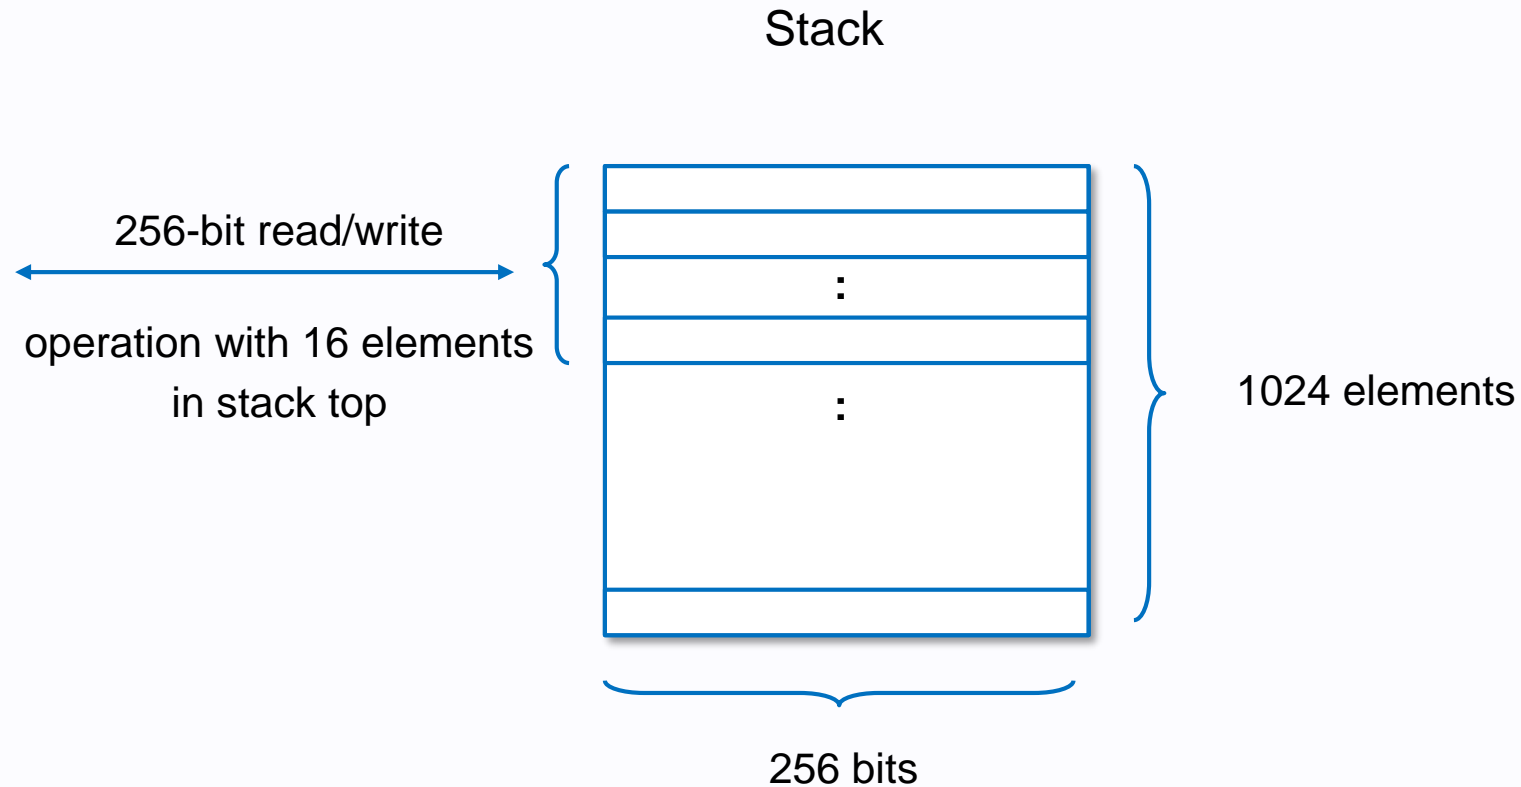 Stack
256-bit read/write
operation with 16 elements
in stack top
:
:
1024 elements
256 bits